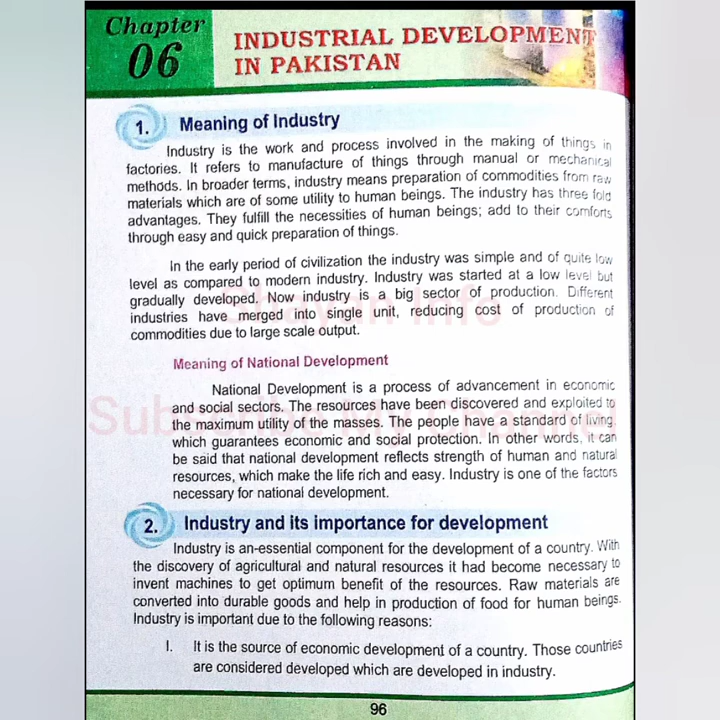 Chapter
06
INDUSTRIAL DEVELOPMENT
IN PAKISTAN
1. Meaning of Industry
Industry is the work and process involved in the making of things in
factories. It refers to manufacture of things through manual or mechanical
methods. In broader terms, industry means preparation of commodities from raw
materials which are of some utility to human beings. The industry has three fold
advantages. They fulfill the necessities of human beings; add to their comforts
through easy and quick preparation of things.
In the early period of civilization the industry was simple and of quite low
level as compared to modern industry. Industry was started at a low level but
gradually developed. Now industry is a big sector of production. Different
industries have merged into single unit, reducing cost of production of
commodities due to large scale output.
Shayan Info
Meaning of National Development
National Development is a process of advancement in economic
and social sectors. The resources have been discovered and exploited to
the maximum utility of the masses. The people have a standard of living,
which guarantees economic and social protection. In other words, it can
be said that national development reflects strength of human and natural
resources, which make the life rich and easy. Industry is one of the factors
necessary for national development.
Subscribe My Channel
2. Industry and its importance for development
Industry is an-essential component for the development of a country. With
the discovery of agricultural and natural resources it had become necessary to
invent machines to get optimum benefit of the resources. Raw materials are
converted into durable goods and help in production of food for human beings.
Industry is important due to the following reasons:
I. It is the source of economic development of a country. Those countries
are considered developed which are developed in industry.
96